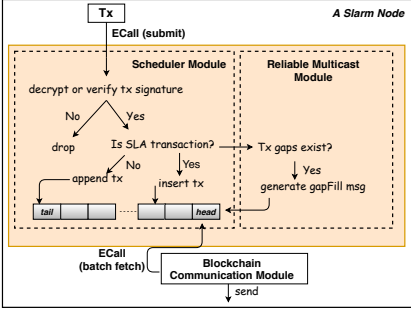 Tx
A Slarm Node
ECall (submit)
Scheduler Module
Reliable Multicast
Module
decrypt or verify tx signature
No
Yes
drop
Is SLA transaction?
Tx gaps exist?
No
Yes
Yes
append tx
insert tx
generate gapFill msg
tail
......
head
ECall
(batch fetch)
Blockchain
Communication Module
send